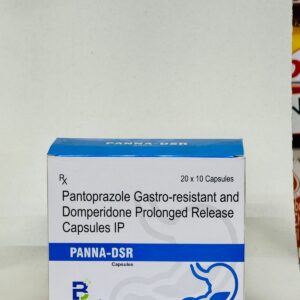 PANNA-DSR
Rx 20 x 10 Capsules
Pantoprazole Gastro-resistant and
Domperidone Prolonged Release
Capsules IP
PANNA-DSR
Capsules